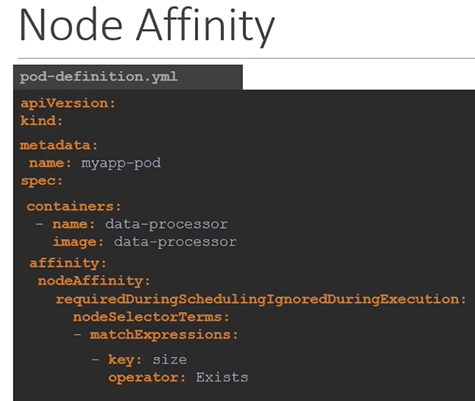 Node Affinity
pod-definition.yml
apiVersion:
kind:
metadata:
name: myapp-pod
spec:
containers:
- name: data-processor
image: data-processor
affinity:
nodeAffinity:
requiredDuringSchedulingIgnoredDuringExecution:
nodeSelectorTerms:
- matchExpressions:
- key: size
operator: Exists